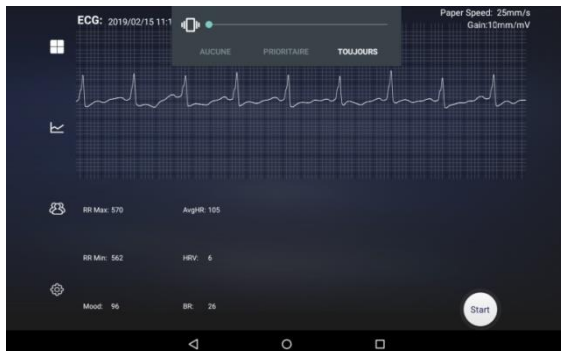 ECG: 2019/02/15 11:1
Paper Speed: 25mm/s
Gain:10mm/mV
AUCUNE PRIORITAIRE TOUJOURS
RR Max: 570 AvgHR: 105
RR Min: 562 HRV: 6
Mood: 96 BR: 26
Start